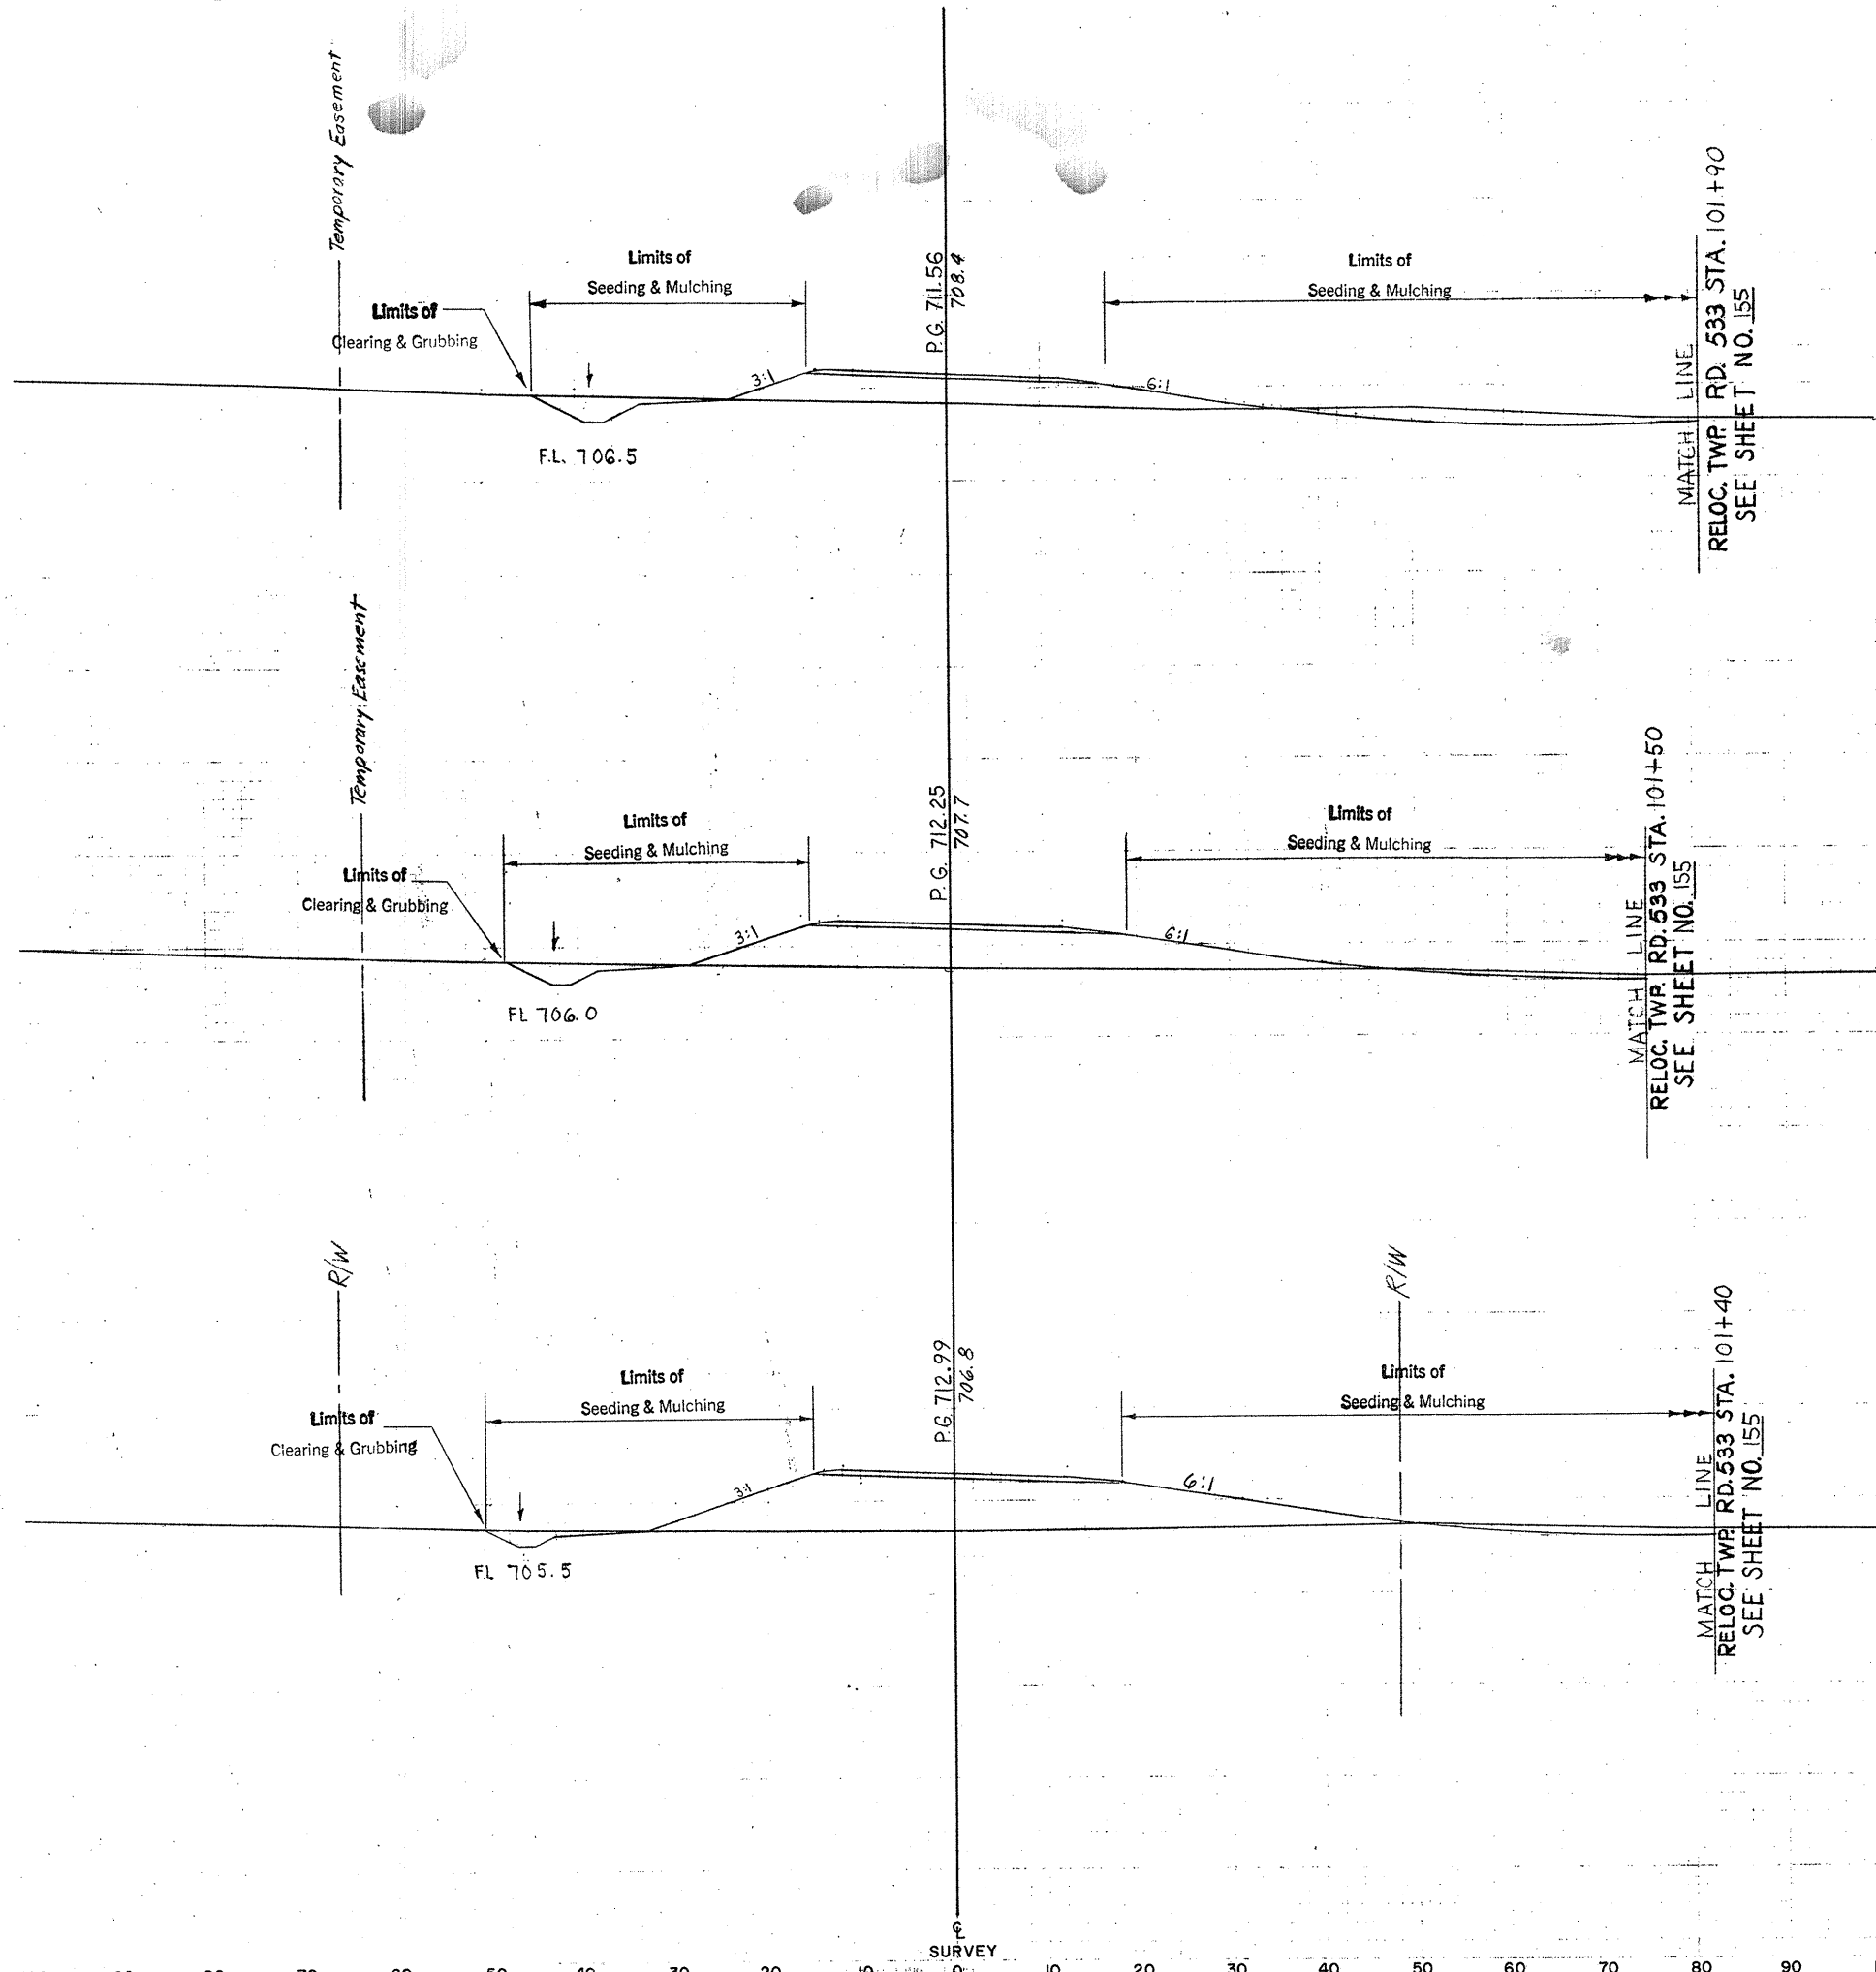 Temporary Easement
Limits of
Seeding & Mulching
Limits of
Clearing & Grubbing
P.G. 711.56
708.4
Limits of
Seeding & Mulching
3:1
6:1
F.L. 706.5
MATCH LINE
RELOC. TWP. RD. 533 STA. 101+90
SEE SHEET NO. 155
Temporary Easement
Limits of
Seeding & Mulching
Limits of
Clearing & Grubbing
P.G. 712.25
707.7
Limits of
Seeding & Mulching
3:1
6:1
FL 706.0
MATCH LINE
RELOC. TWP. RD. 533 STA. 101+50
SEE SHEET NO. 155
R/W
Limits of
Seeding & Mulching
Limits of
Clearing & Grubbing
P.G. 712.99
706.8
R/W
Limits of
Seeding & Mulching
3:1
6:1
FL 705.5
MATCH LINE
RELOC. TWP. RD. 533 STA. 101+40
SEE SHEET NO. 155
℄
SURVEY
70 50 40 30 20 10 0 10 20 30 40 50 60 70 80 90